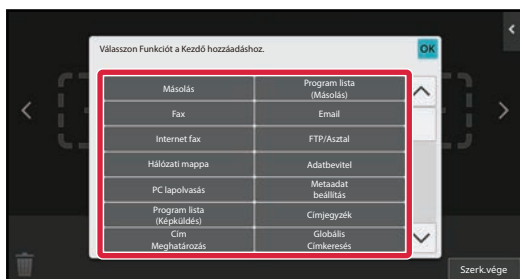 Válasszon Funkciót a Kezdő hozzáadáshoz.
OK
Másolás
Program lista
(Másolás)
Fax
Email
Internet fax
FTP/Asztal
Hálózati mappa
Adatbevitel
PC lapolvasás
Metaadat
beállítás
Program lista
(Képküldés)
Címjegyzék
Cím
Meghatározás
Globális
Címkeresés
Szerk.vége